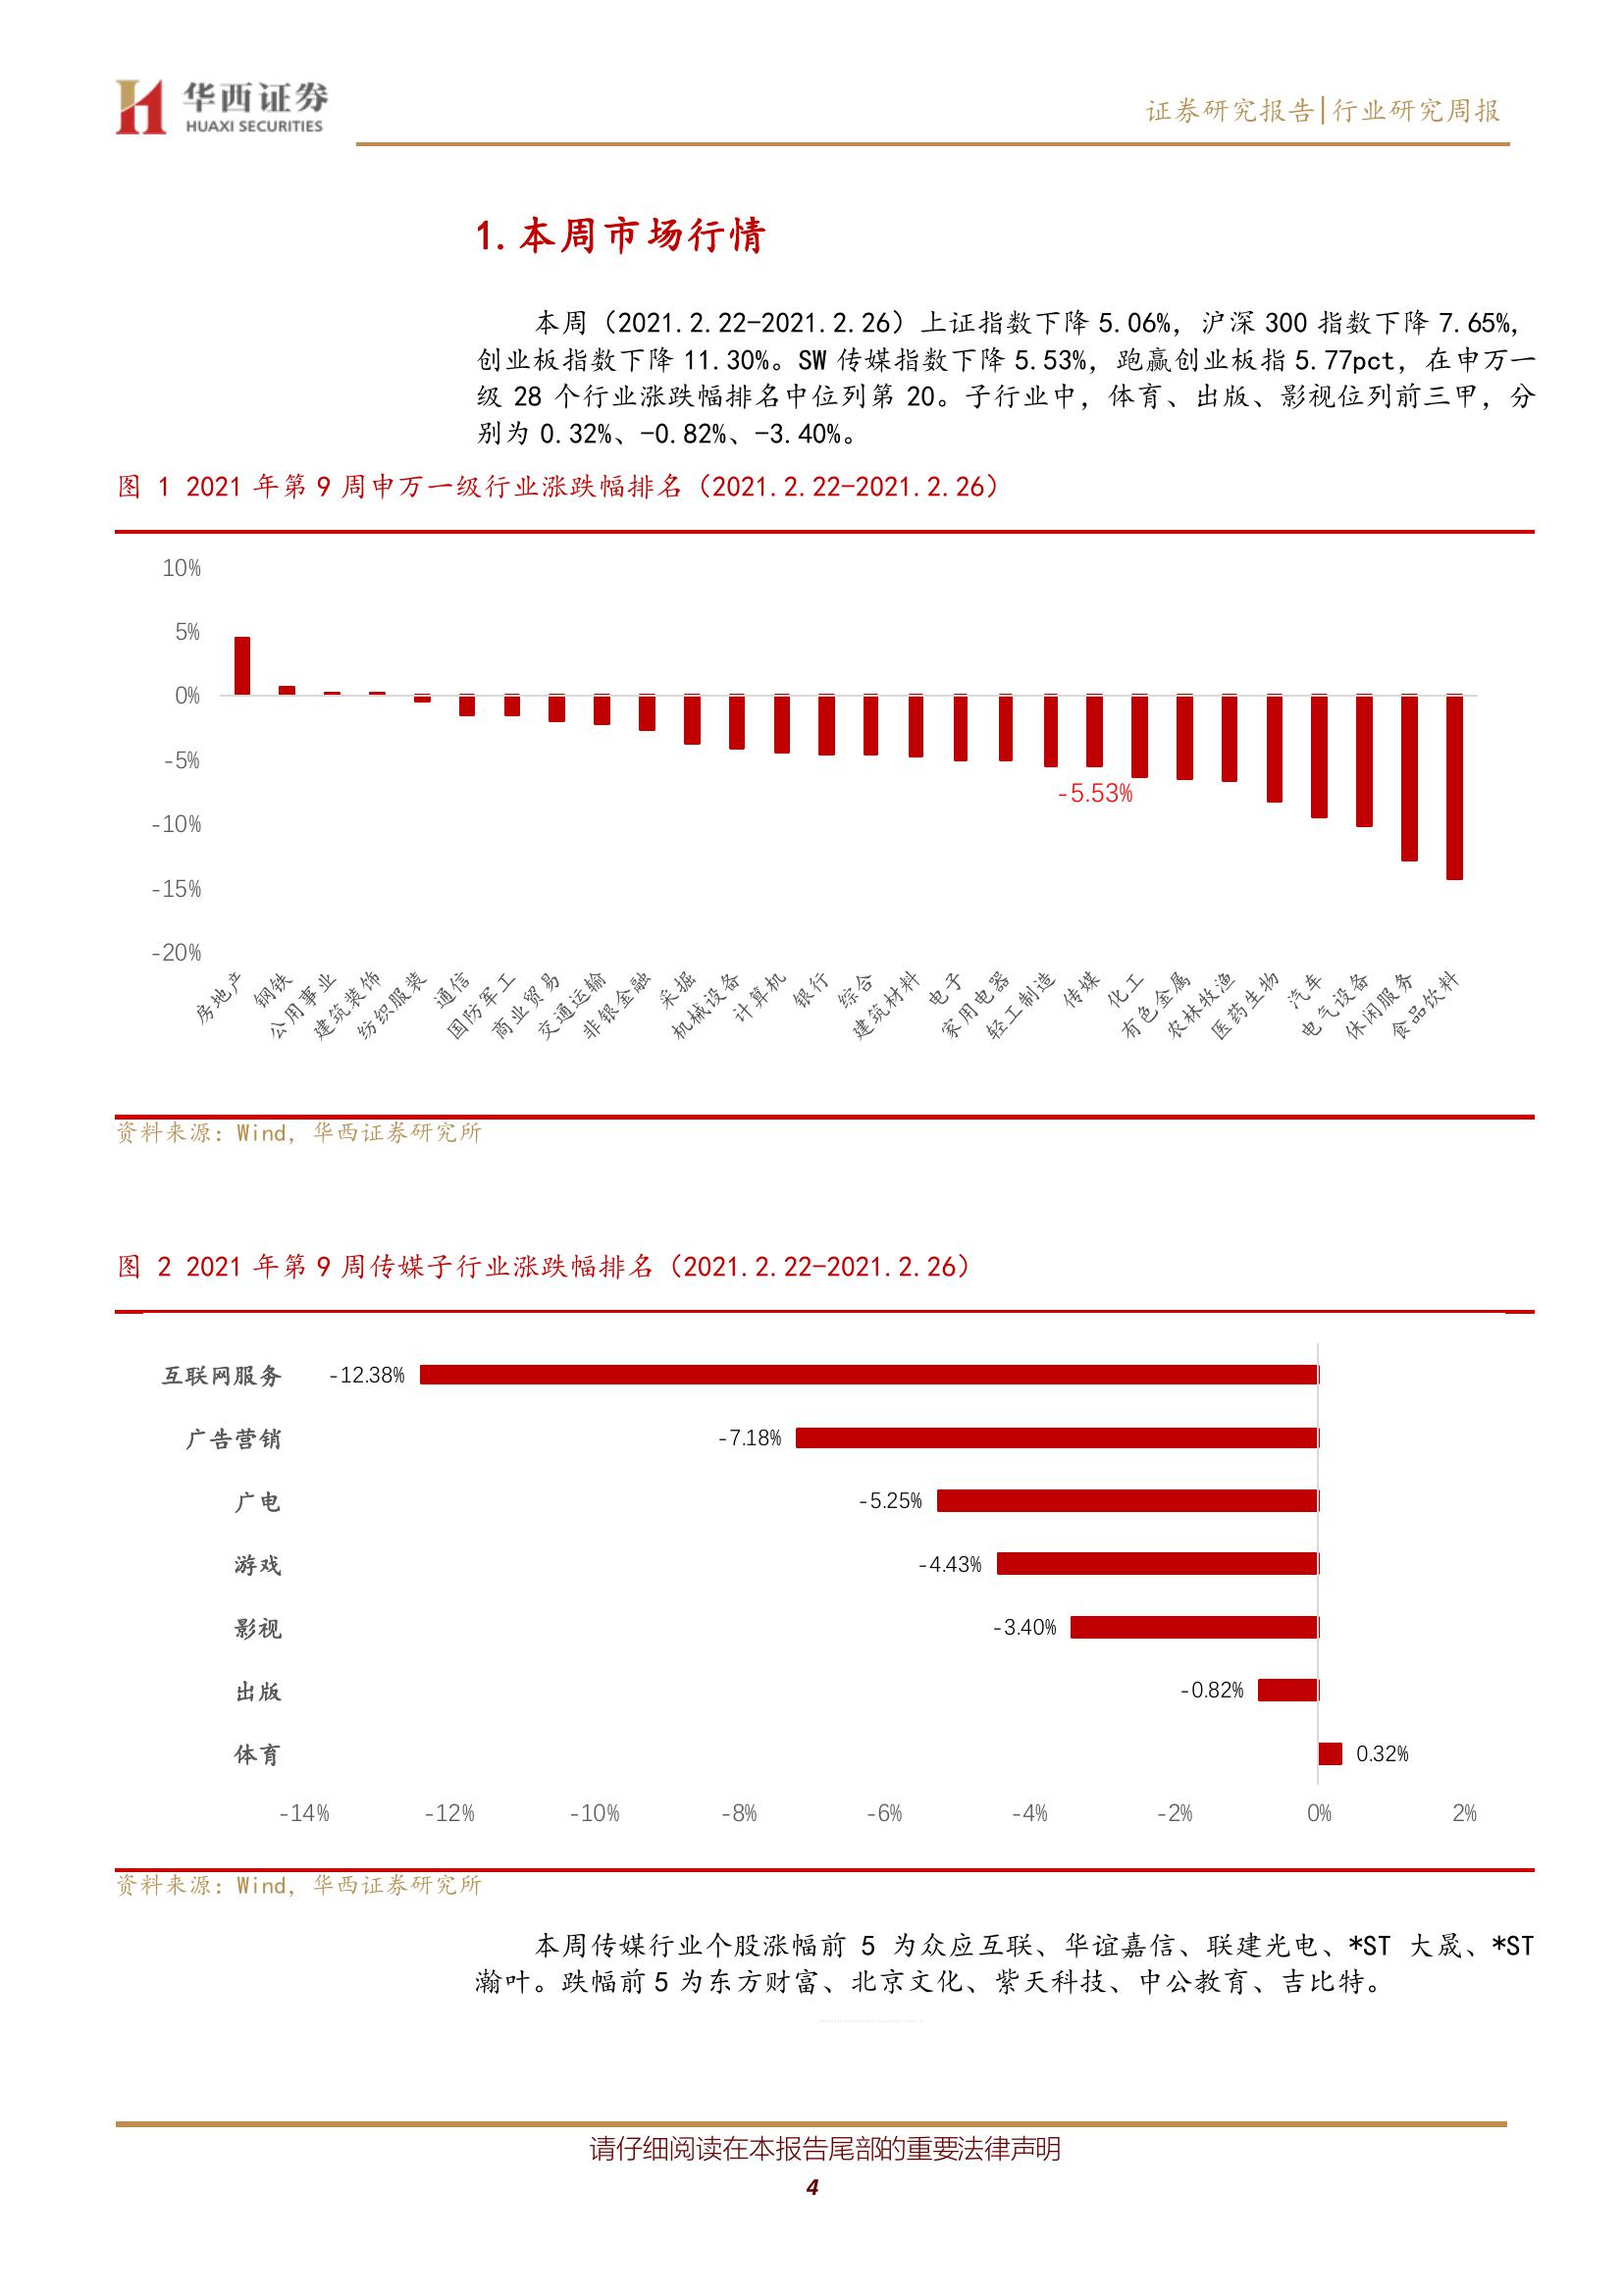 华西证券
HUAXI SECURITIES
证券研究报告|行业研究周报
1.本周市场行情
本周（2021.2.22-2021.2.26）上证指数下降 5.06%，沪深 300 指数下降 7.65%，
创业板指数下降 11.30%。SW 传媒指数下降 5.53%，跑赢创业板指 5.77pct，在申万一
级 28 个行业涨跌幅排名中位列第 20。子行业中，体育、出版、影视位列前三甲，分
别为 0.32%、-0.82%、-3.40%。
图 1 2021 年第 9 周申万一级行业涨跌幅排名（2021.2.22-2021.2.26）
10%
5%
0%
-5%
-5.53%
-10%
-15%
-20%
房地产
钢铁
公用事业
建筑装饰
纺织服装
通信
国防军工
商业贸易
交通运输
非银金融
采掘
机械设备
计算机
银行
综合
建筑材料
电子
家用电器
轻工制造
传媒
化工
有色金属
农林牧渔
医药生物
汽车
电气设备
休闲服务
食品饮料
资料来源：Wind，华西证券研究所
图 2 2021 年第 9 周传媒子行业涨跌幅排名（2021.2.22-2021.2.26）
互联网服务 -12.38%
广告营销 -7.18%
广电 -5.25%
游戏 -4.43%
影视 -3.40%
出版 -0.82%
体育 0.32%
-14% -12% -10% -8% -6% -4% -2% 0% 2%
资料来源：Wind，华西证券研究所
本周传媒行业个股涨幅前 5 为众应互联、华谊嘉信、联建光电、*ST 大晟、*ST
瀚叶。跌幅前 5 为东方财富、北京文化、紫天科技、中公教育、吉比特。
请仔细阅读在本报告尾部的重要法律声明
4